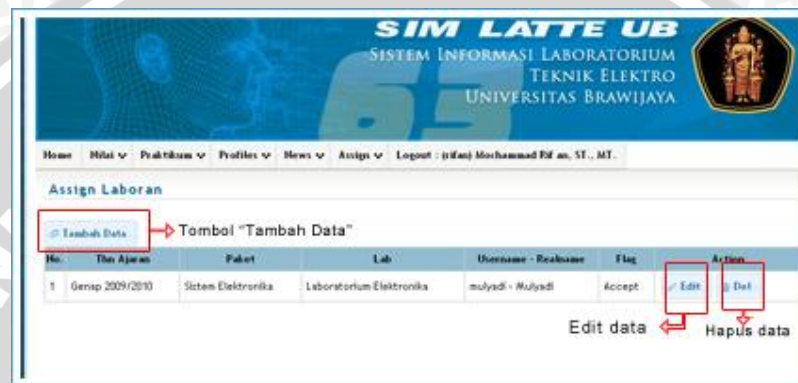 SIM LATTE UB
SISTEM INFORMASI LABORATORIUM
TEKNIK ELEKTRO
UNIVERSITAS BRAWIJAYA
63
Home Nilai Praktikum Profiles News Assign Logout : (rifan) Mochammad Rif an, ST., MT.
Assign Laboran
Tambah Data Tombol "Tambah Data"
No. Thn Ajaran Paket Lab Username - Realname Flag Action
1 Genap 2009/2010 Sistem Elektronika Laboratorium Elektronika mulyadi - Mulyadi Accept Edit Del
Edit data Hapus data